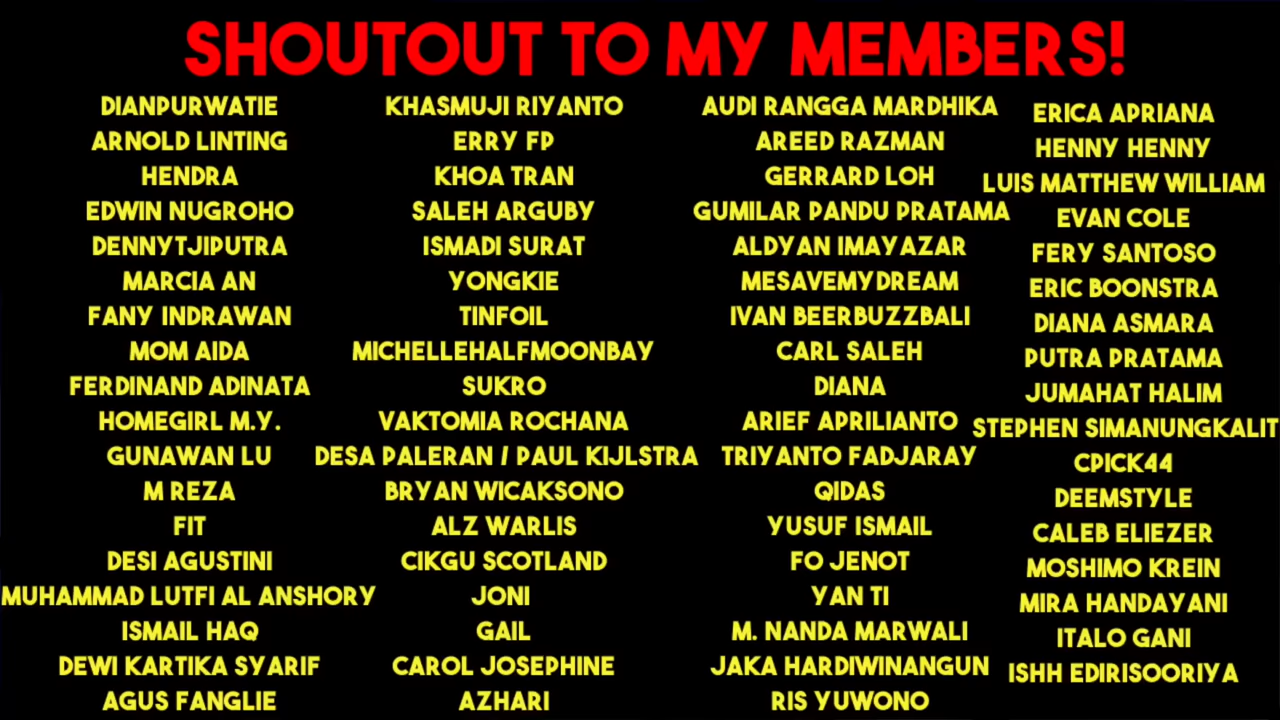 SHOUTOUT TO MY MEMBERS!
DIANPURWATIE
ARNOLD LINTING
HENDRA
EDWIN NUGROHO
DENNYTJIPUTRA
MARCIA AN
FANY INDRAWAN
MOM AIDA
FERDINAND ADINATA
HOMEGIRL M.Y.
GUNAWAN LU
M REZA
FIT
DESI AGUSTINI
MUHAMMAD LUTFI AL ANSHORY
ISMAIL HAQ
DEWI KARTIKA SYARIF
AGUS FANGLIE
KHASMUJI RIYANTO
ERRY FP
KHOA TRAN
SALEH ARGUBY
ISMADI SURAT
YONGKIE
TINFOIL
MICHELLEHALFMOONBAY
SUKRO
VAKTOMIA ROCHANA
DESA PALERAN / PAUL KIJLSTRA
BRYAN WICAKSONO
ALZ WARLIS
CIKGU SCOTLAND
JONI
GAIL
CAROL JOSEPHINE
AZHARI
AUDI RANGGA MARDHIKA
AREED RAZMAN
GERRARD LOH
GUMILAR PANDU PRATAMA
ALDYAN IMAYAZAR
MESAVEMYDREAM
IVAN BEERBUZZBALI
CARL SALEH
DIANA
ARIEF APRILIANTO
TRIYANTO FADJARAY
QIDAS
YUSUF ISMAIL
FO JENOT
YAN TI
M. NANDA MARWALI
JAKA HARDIWINANGUN
RIS YUWONO
ERICA APRIANA
HENNY HENNY
LUIS MATTHEW WILLIAM
EVAN COLE
FERY SANTOSO
ERIC BOONSTRA
DIANA ASMARA
PUTRA PRATAMA
JUMAHAT HALIM
STEPHEN SIMANUNGKALIT
CPICK44
DEEMSTYLE
CALEB ELIEZER
MOSHIMO KREIN
MIRA HANDAYANI
ITALO GANI
ISHH EDIRISOORIYA